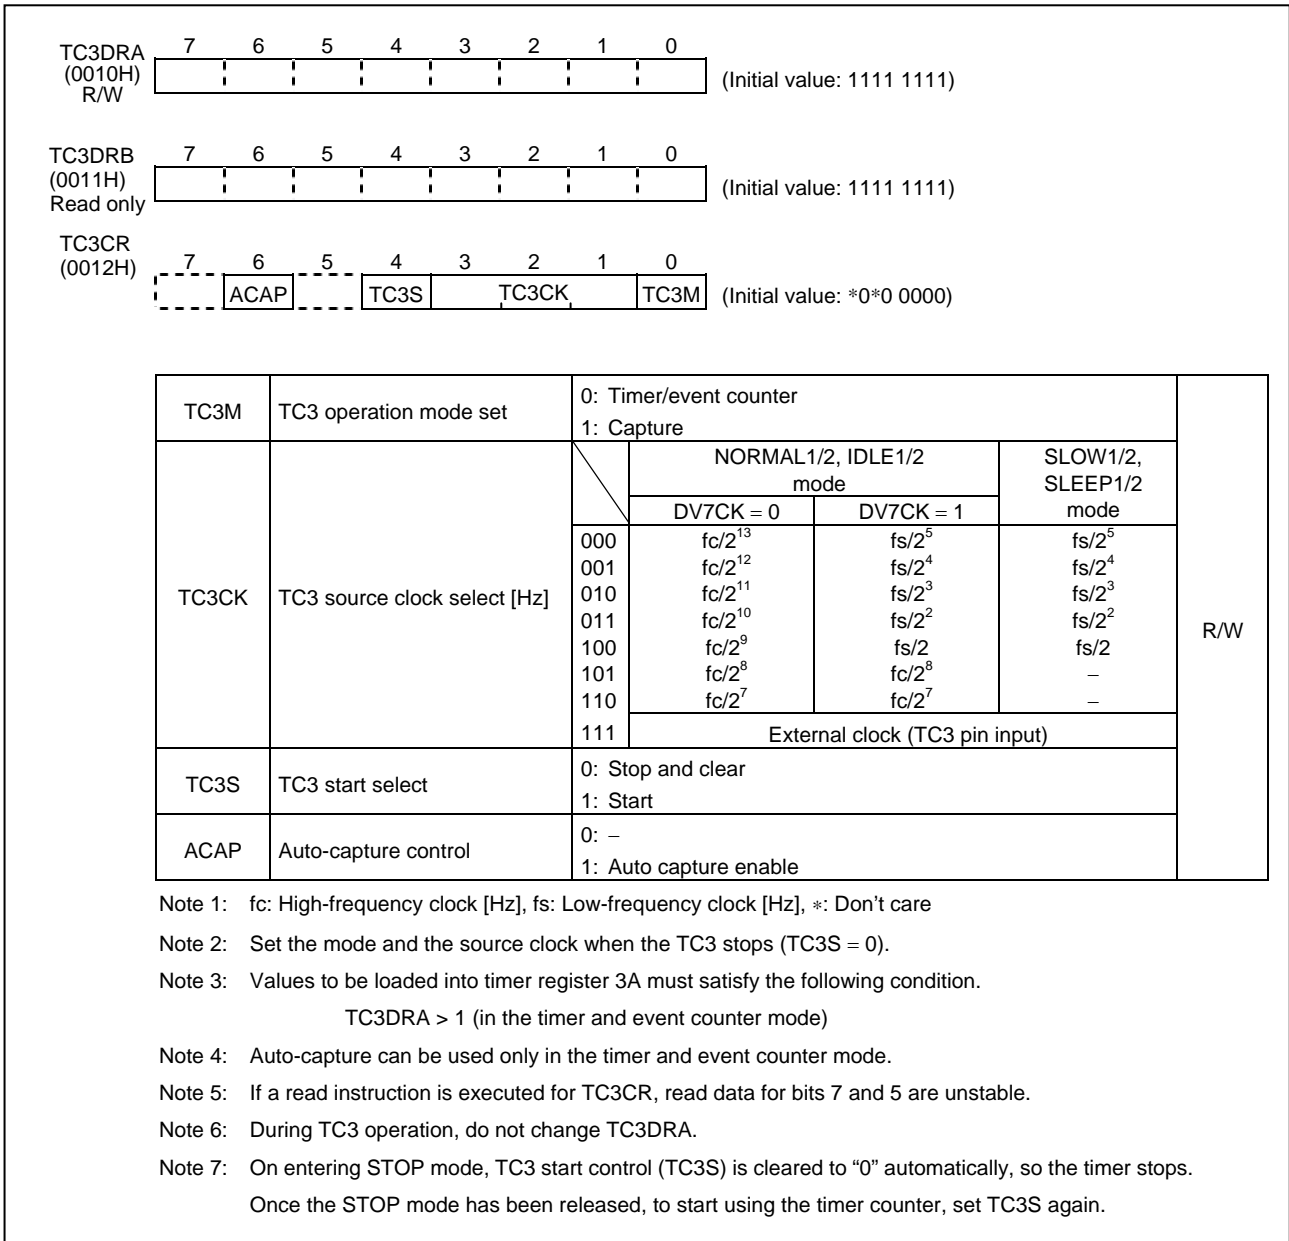 TC3DRA
(0010H)
R/W
7 6 5 4 3 2 1 0
(Initial value: 1111 1111)
TC3DRB
(0011H)
Read only
7 6 5 4 3 2 1 0
(Initial value: 1111 1111)
TC3CR
(0012H)
7 6 5 4 3 2 1 0
ACAP TC3S TC3CK TC3M (Initial value: *0*0 0000)
TC3M TC3 operation mode set
0: Timer/event counter
1: Capture
R/W
TC3CK TC3 source clock select [Hz]
NORMAL1/2, IDLE1/2 mode
SLOW1/2, SLEEP1/2 mode
DV7CK = 0 DV7CK = 1
000 fc/2^13 fs/2^5 fs/2^5
001 fc/2^12 fs/2^4 fs/2^4
010 fc/2^11 fs/2^3 fs/2^3
011 fc/2^10 fs/2^2 fs/2^2
100 fc/2^9 fs/2 fs/2
101 fc/2^8 fc/2^8 –
110 fc/2^7 fc/2^7 –
111 External clock (TC3 pin input)
TC3S TC3 start select
0: Stop and clear
1: Start
ACAP Auto-capture control
0: –
1: Auto capture enable
Note 1: fc: High-frequency clock [Hz], fs: Low-frequency clock [Hz], *: Don't care
Note 2: Set the mode and the source clock when the TC3 stops (TC3S = 0).
Note 3: Values to be loaded into timer register 3A must satisfy the following condition.
TC3DRA > 1 (in the timer and event counter mode)
Note 4: Auto-capture can be used only in the timer and event counter mode.
Note 5: If a read instruction is executed for TC3CR, read data for bits 7 and 5 are unstable.
Note 6: During TC3 operation, do not change TC3DRA.
Note 7: On entering STOP mode, TC3 start control (TC3S) is cleared to “0” automatically, so the timer stops.
Once the STOP mode has been released, to start using the timer counter, set TC3S again.